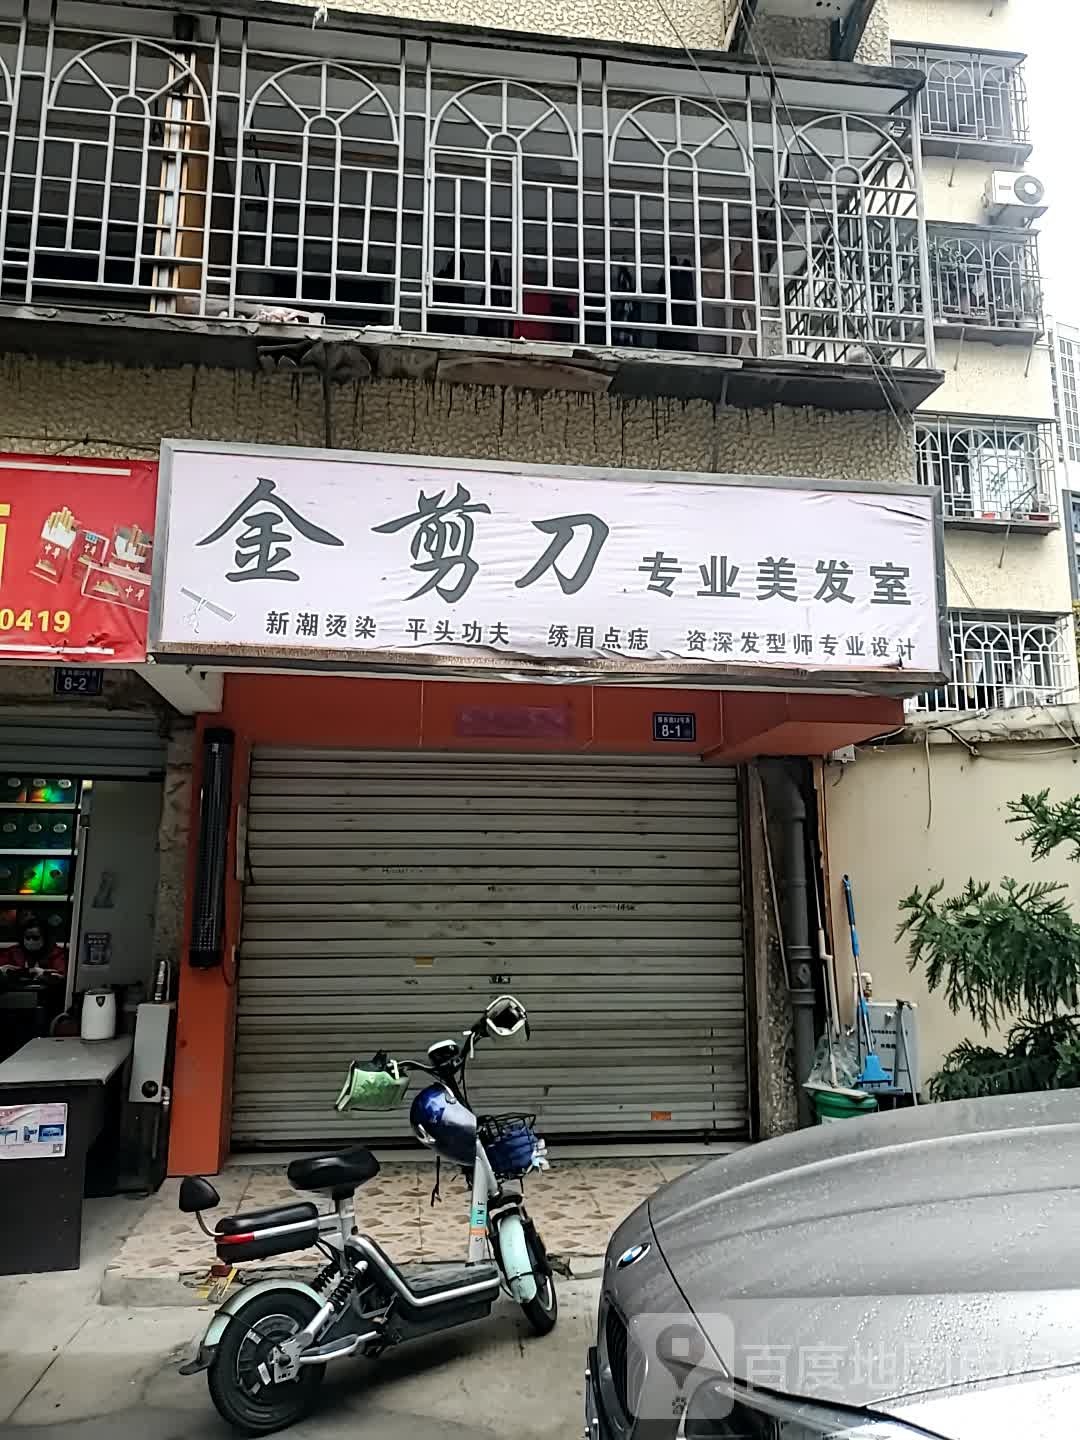 金剪刀 专业美发室
新潮烫染 平头功夫 绣眉点痣 资深发型师专业设计
0419
8-2
8-1
百度地图